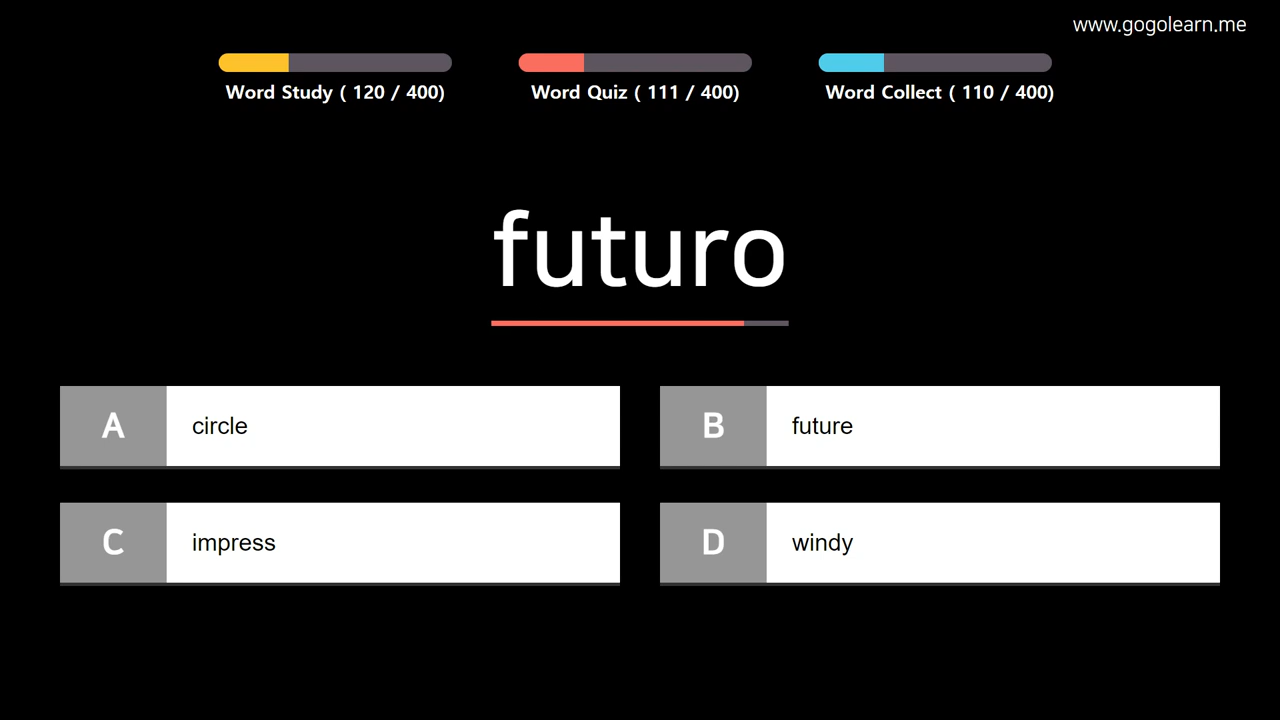 www.gogolearn.me
Word Study ( 120 / 400)
Word Quiz ( 111 / 400)
Word Collect ( 110 / 400)
futuro
A circle
B future
C impress
D windy